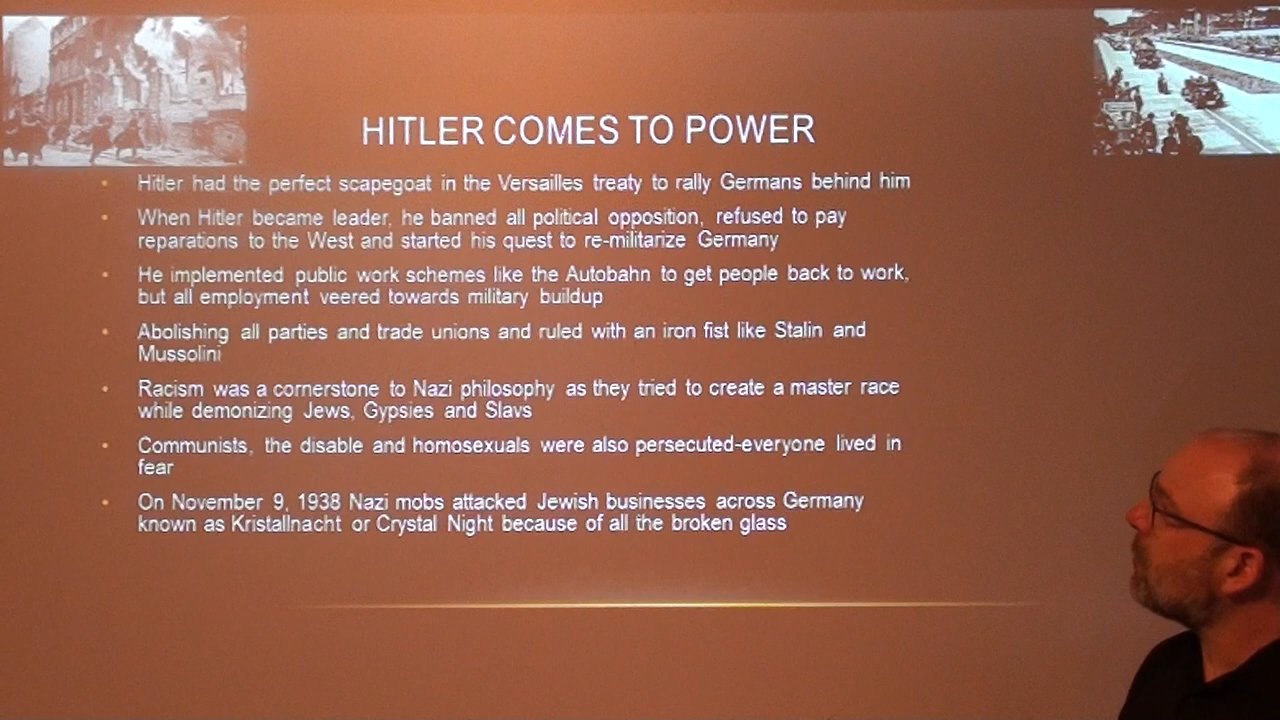 HITLER COMES TO POWER
• Hitler had the perfect scapegoat in the Versailles treaty to rally Germans behind him
• When Hitler became leader, he banned all political opposition, refused to pay
reparations to the West and started his quest to re-militarize Germany
• He implemented public work schemes like the Autobahn to get people back to work,
but all employment veered towards military buildup
• Abolishing all parties and trade unions and ruled with an iron fist like Stalin and
Mussolini
• Racism was a cornerstone to Nazi philosophy as they tried to create a master race
while demonizing Jews, Gypsies and Slavs
• Communists, the disable and homosexuals were also persecuted-everyone lived in
fear
• On November 9, 1938 Nazi mobs attacked Jewish businesses across Germany
known as Kristallnacht or Crystal Night because of all the broken glass